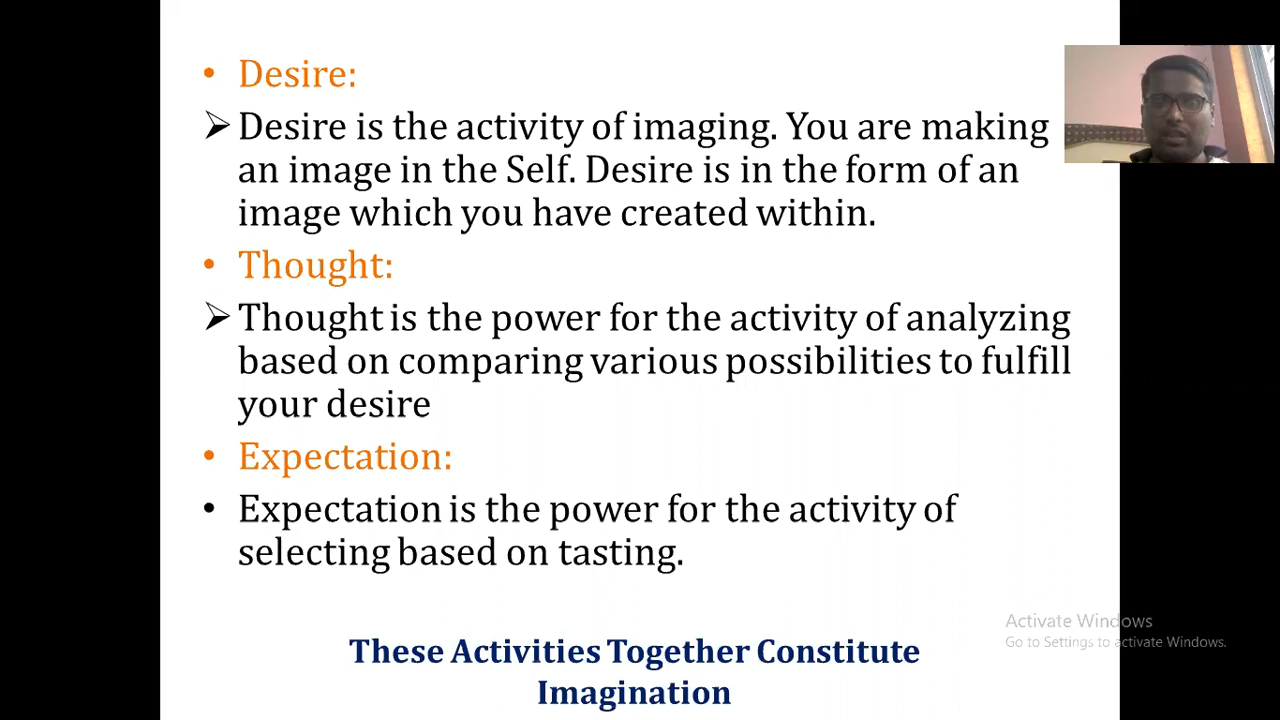 • Desire:
➢ Desire is the activity of imaging. You are making
an image in the Self. Desire is in the form of an
image which you have created within.
• Thought:
➢ Thought is the power for the activity of analyzing
based on comparing various possibilities to fulfill
your desire
• Expectation:
• Expectation is the power for the activity of
selecting based on tasting.
These Activities Together Constitute
Imagination
Activate Windows
Go to Settings to activate Windows.